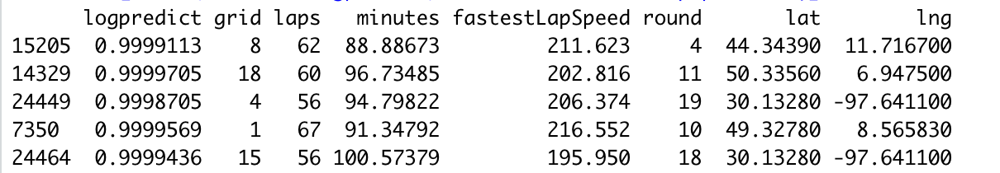 logpredict grid laps minutes fastestLapSpeed round lat lng
15205 0.9999113 8 62 88.88673 211.623 4 44.34390 11.716700
14329 0.9999705 18 60 96.73485 202.816 11 50.33560 6.947500
24449 0.9998705 4 56 94.79822 206.374 19 30.13280 -97.641100
7350 0.9999569 1 67 91.34792 216.552 10 49.32780 8.565830
24464 0.9999436 15 56 100.57379 195.950 18 30.13280 -97.641100